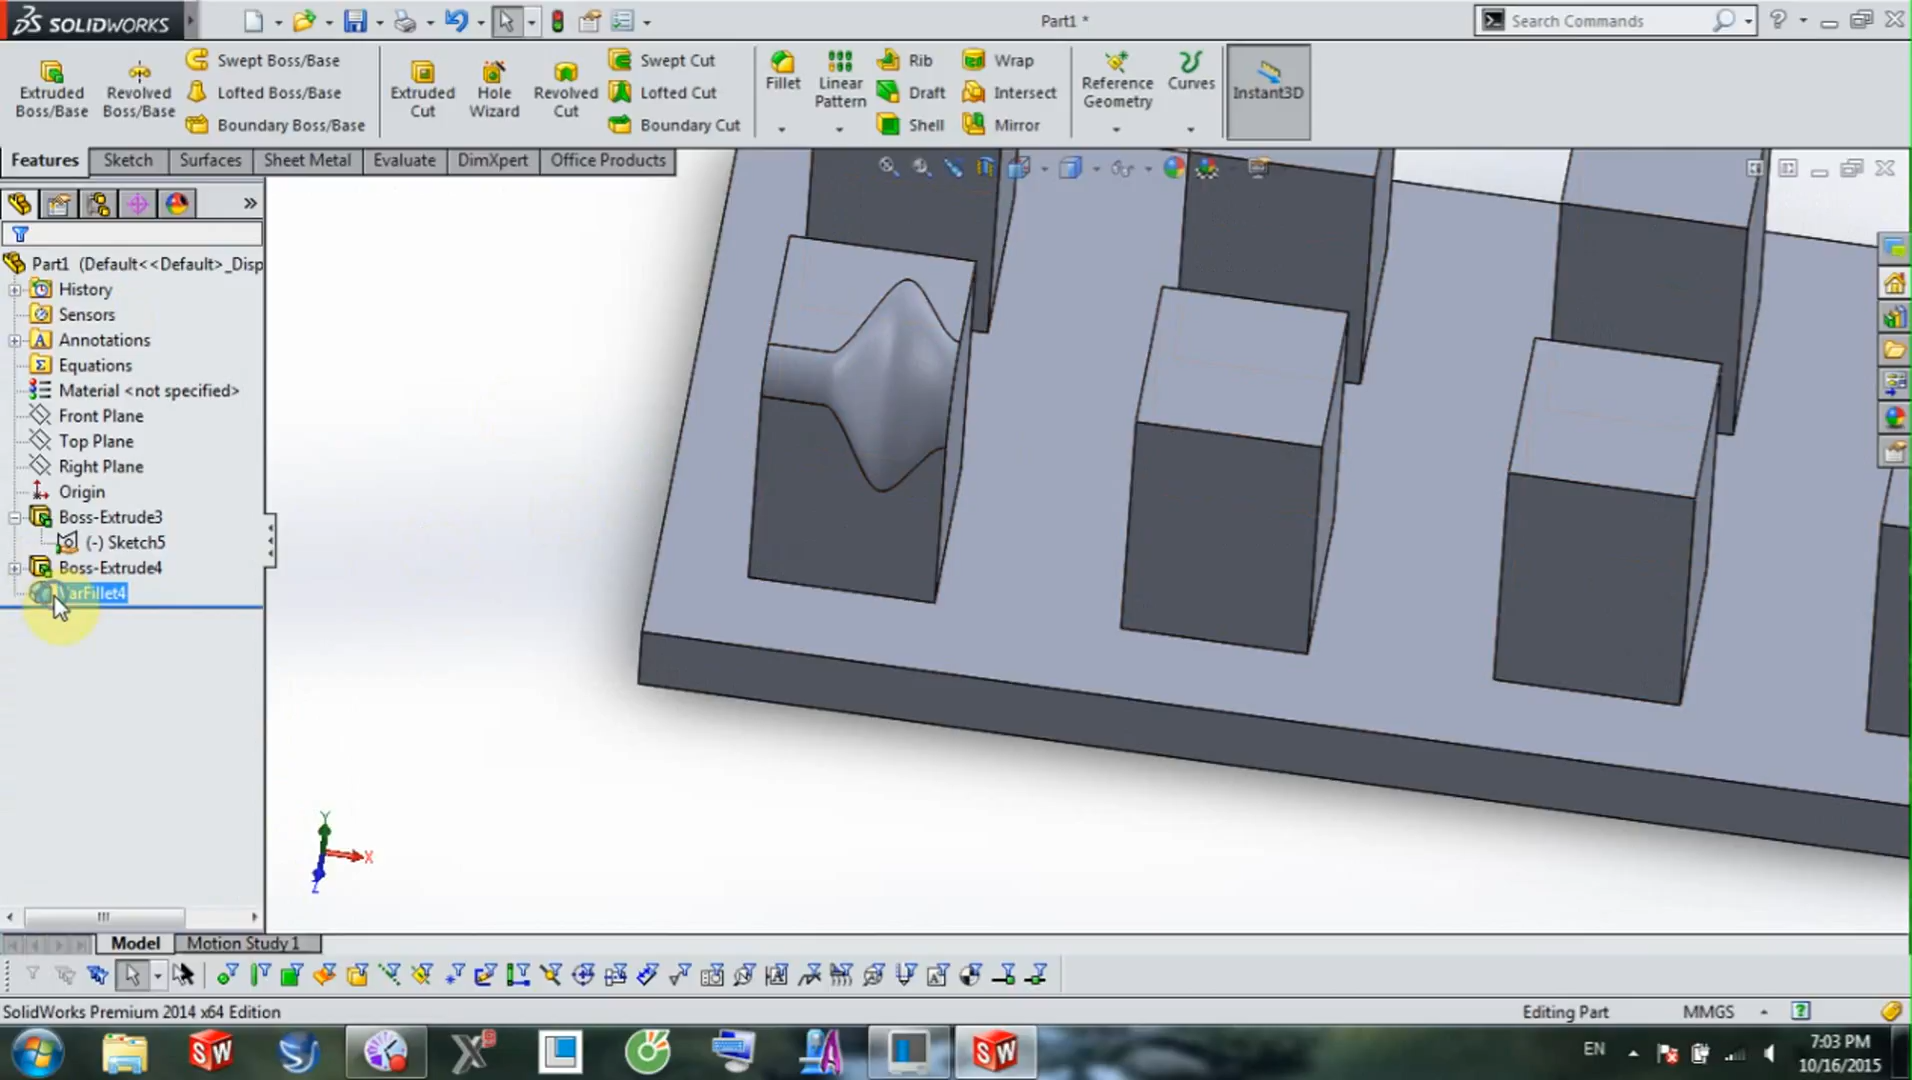 SOLIDWORKS
Part1 *
Search Commands
Extruded Boss/Base
Revolved Boss/Base
Swept Boss/Base
Lofted Boss/Base
Boundary Boss/Base
Extruded Cut
Hole Wizard
Revolved Cut
Swept Cut
Lofted Cut
Boundary Cut
Fillet
Linear Pattern
Rib
Draft
Shell
Wrap
Intersect
Mirror
Reference Geometry
Curves
Instant3D
Features
Sketch
Surfaces
Sheet Metal
Evaluate
DimXpert
Office Products
Part1 (Default<<Default>_Disp
History
Sensors
Annotations
Equations
Material <not specified>
Front Plane
Top Plane
Right Plane
Origin
Boss-Extrude3
(-) Sketch5
Boss-Extrude4
VarFillet4
Y
X
Z
Model
Motion Study 1
SolidWorks Premium 2014 x64 Edition
Editing Part
MMGS
EN
7:03 PM
10/16/2015